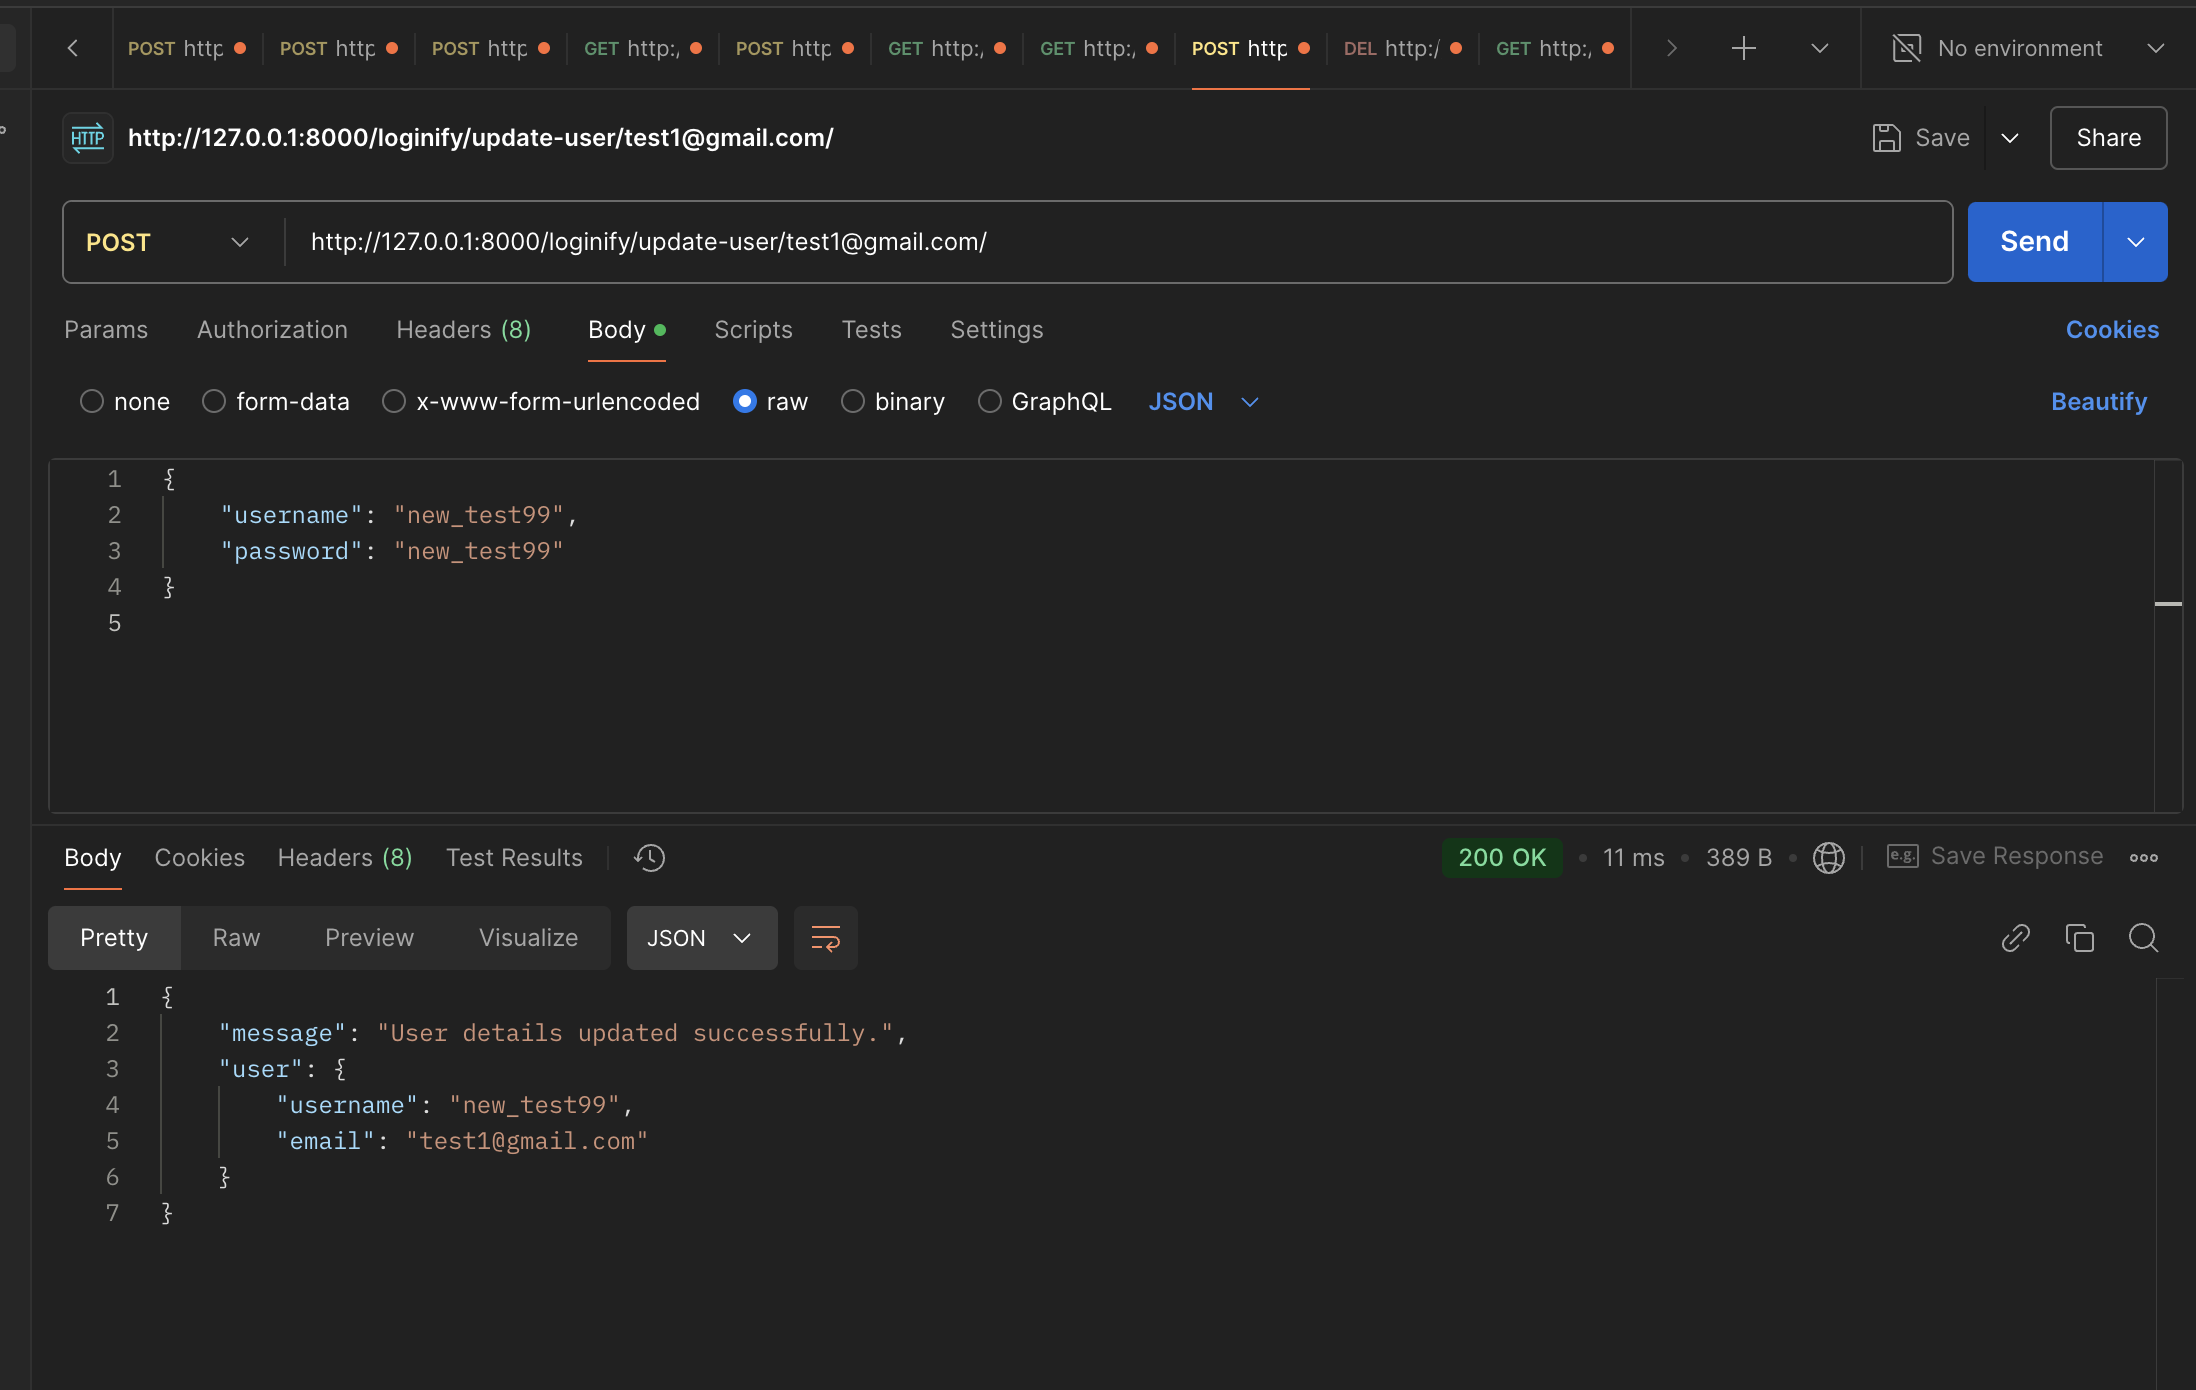 POST http POST http POST http GET http:/ POST http GET http:/ GET http:/ POST http DEL http:/ GET http:/ No environment
HTTP http://127.0.0.1:8000/loginify/update-user/test1@gmail.com/ Save Share
POST http://127.0.0.1:8000/loginify/update-user/test1@gmail.com/ Send
Params Authorization Headers (8) Body Scripts Tests Settings Cookies
none form-data x-www-form-urlencoded raw binary GraphQL JSON Beautify
1 {
2 "username": "new_test99",
3 "password": "new_test99"
4 }
5
Body Cookies Headers (8) Test Results 200 OK • 11 ms • 389 B • e.g. Save Response
Pretty Raw Preview Visualize JSON
1 {
2 "message": "User details updated successfully.",
3 "user": {
4 "username": "new_test99",
5 "email": "test1@gmail.com"
6 }
7 }